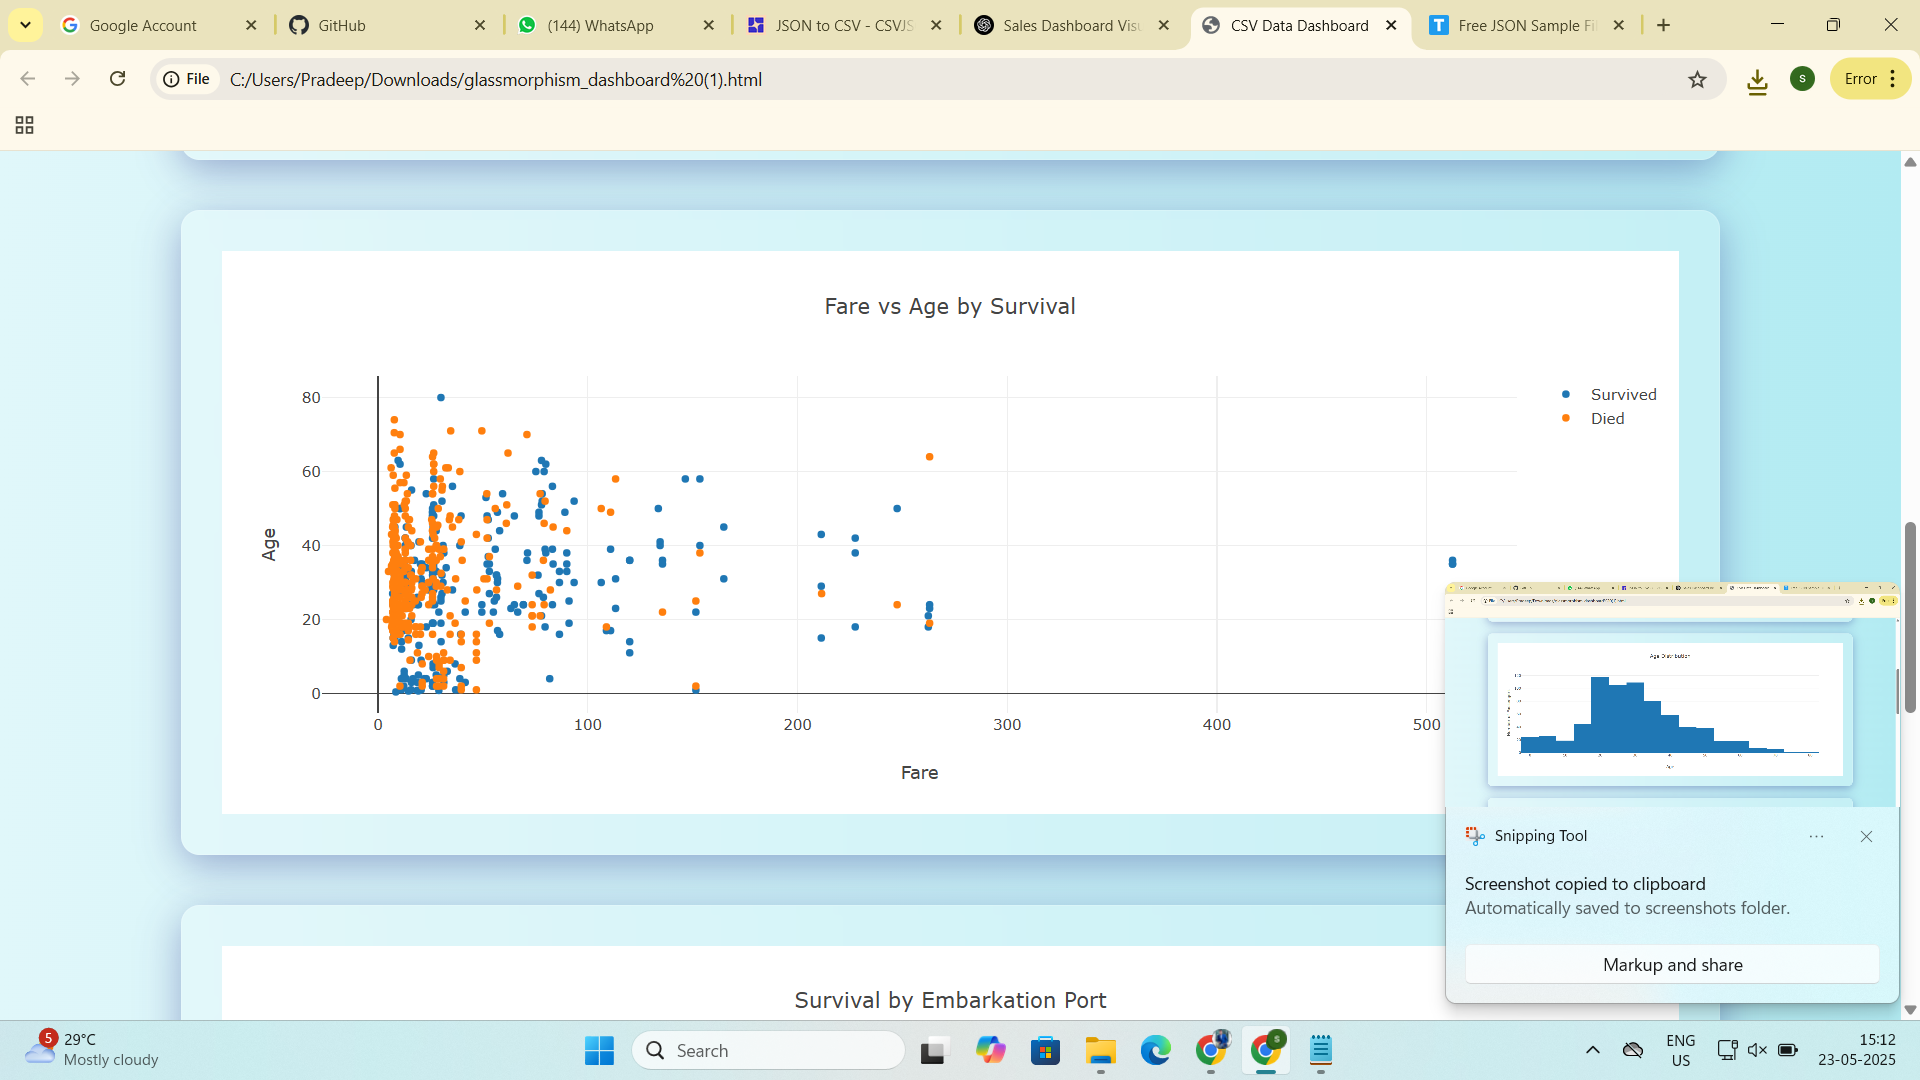 Google Account
GitHub
(144) WhatsApp
JSON to CSV - CSVJS
Sales Dashboard Visu
CSV Data Dashboard
Free JSON Sample Fi
File
C:/Users/Pradeep/Downloads/glassmorphism_dashboard%20(1).html
S
Error
Fare vs Age by Survival
Survived
Died
80
60
40
20
0
Age
0
100
200
300
400
500
Fare
Age Distribution
Snipping Tool
Screenshot copied to clipboard
Automatically saved to screenshots folder.
Markup and share
Survival by Embarkation Port
5
29°C
Mostly cloudy
Search
ENG
US
15:12
23-05-2025